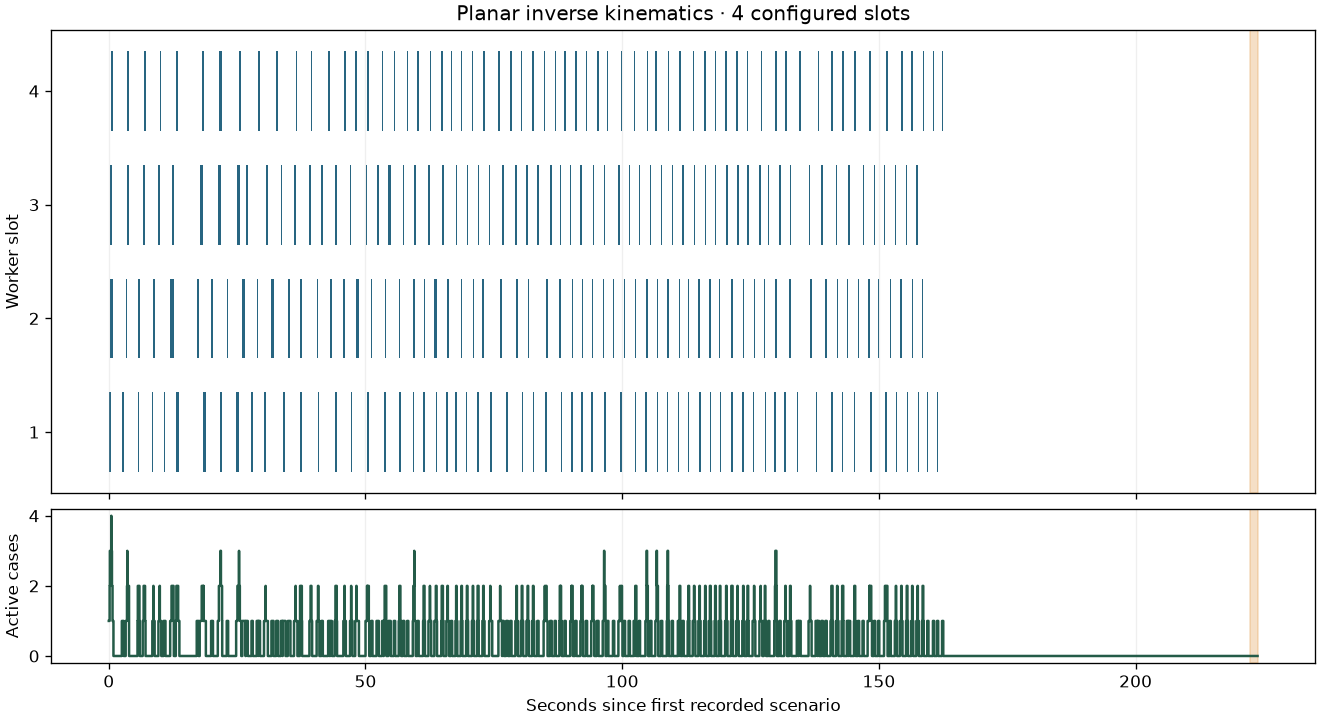 Planar inverse kinematics · 4 configured slots
Worker slot
4
3
2
1
Active cases
4
2
0
0 50 100 150 200
Seconds since first recorded scenario